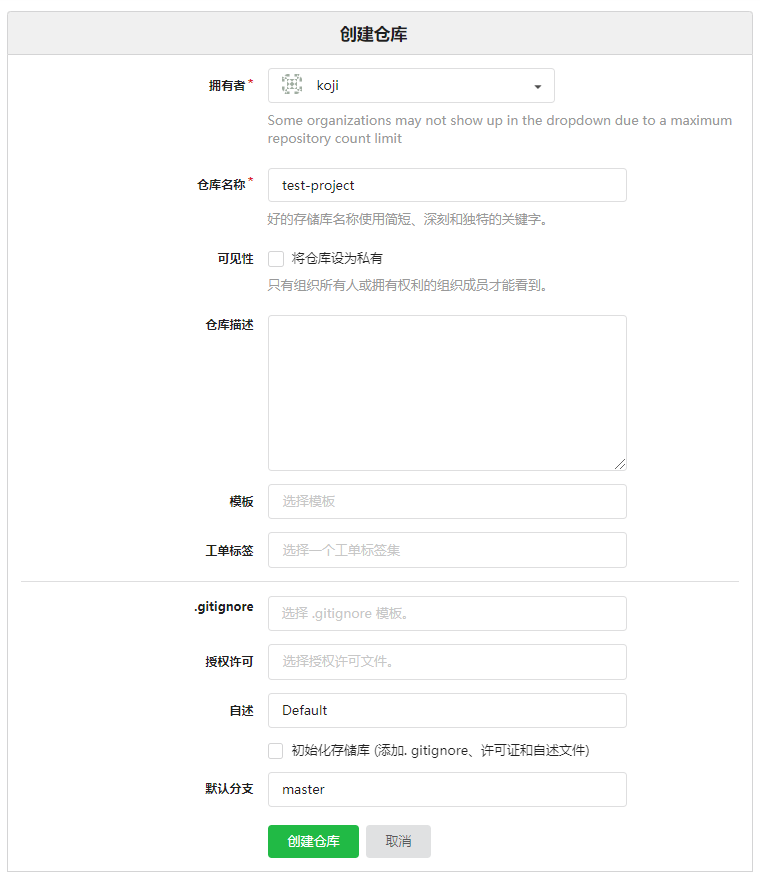 创建仓库
拥有者*
koji
Some organizations may not show up in the dropdown due to a maximum
repository count limit
仓库名称*
test-project
好的存储库名称使用简短、深刻和独特的关键字。
可见性
将仓库设为私有
只有组织所有人或拥有权利的组织成员才能看到。
仓库描述
模板
选择模板
工单标签
选择一个工单标签集
.gitignore
选择 .gitignore 模板。
授权许可
选择授权许可文件。
自述
Default
初始化存储库 (添加. gitignore、许可证和自述文件)
默认分支
master
创建仓库
取消